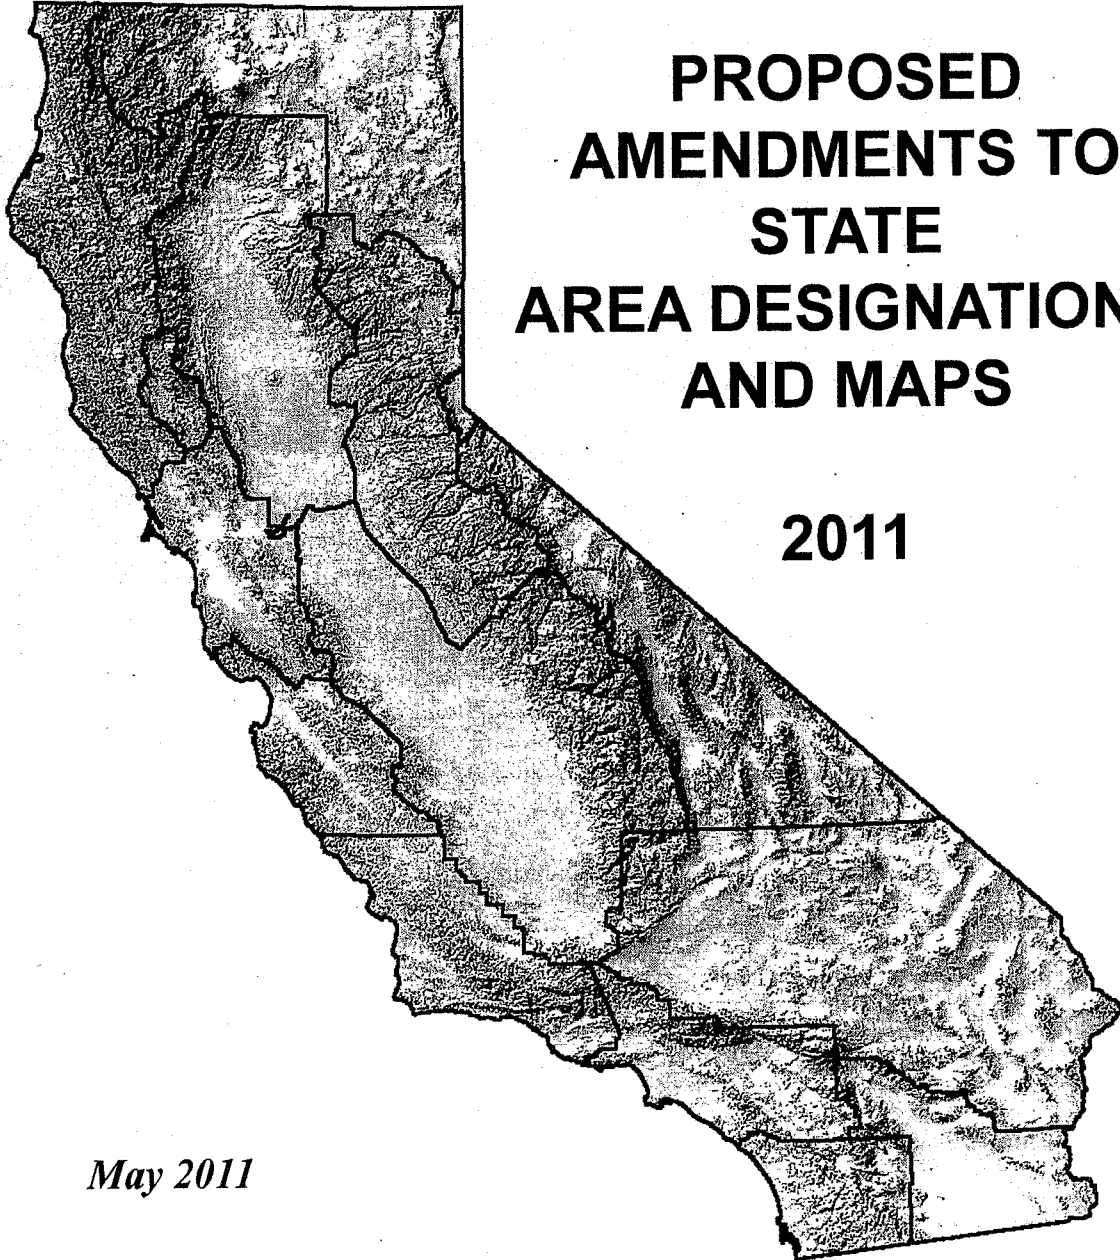 PROPOSED
AMENDMENTS TO
STATE
AREA DESIGNATION
AND MAPS
2011
May 2011